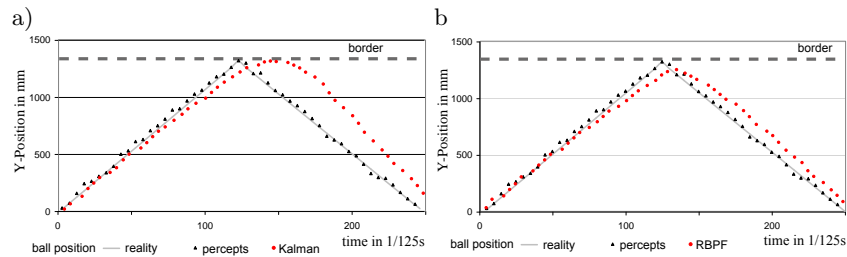 a)
1500
border
1000
500
0
0
100
200
Y-Position in mm
time in 1/125s
ball position reality percepts Kalman
b
1500
border
1000
500
0
0
100
200
Y-Position in mm
time in 1/125s
ball position reality percepts RBPF